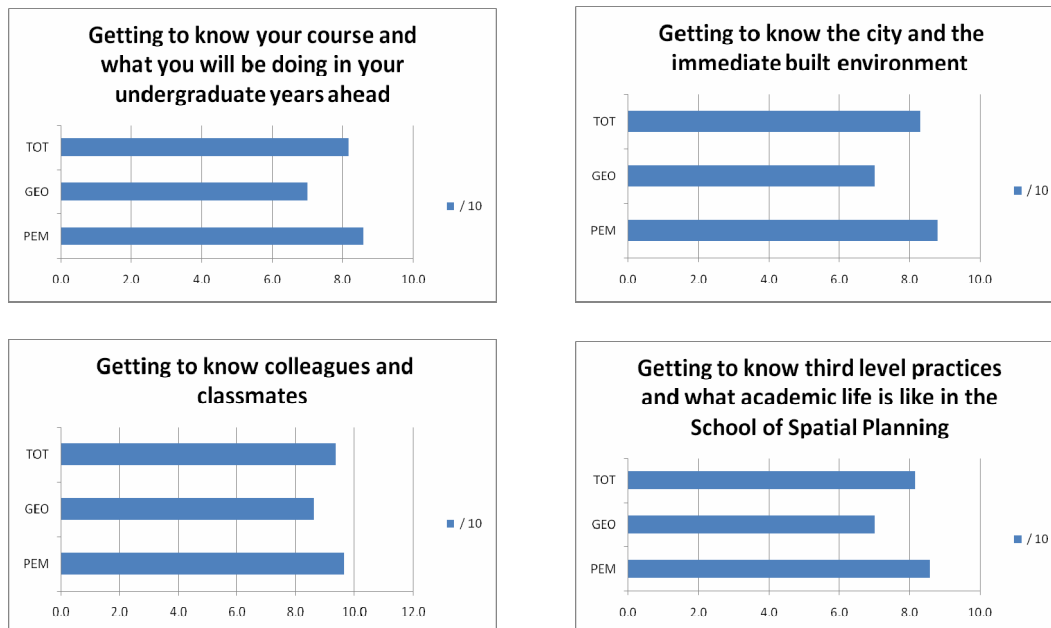 Getting to know your course and
what you will be doing in your
undergraduate years ahead
TOT
GEO
PEM
/ 10
0.0 2.0 4.0 6.0 8.0 10.0
Getting to know the city and the
immediate built environment
TOT
GEO
PEM
/ 10
0.0 2.0 4.0 6.0 8.0 10.0
Getting to know colleagues and
classmates
TOT
GEO
PEM
/ 10
0.0 2.0 4.0 6.0 8.0 10.0 12.0
Getting to know third level practices
and what academic life is like in the
School of Spatial Planning
TOT
GEO
PEM
/ 10
0.0 2.0 4.0 6.0 8.0 10.0